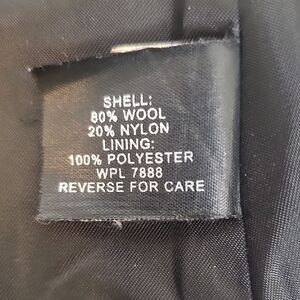 SHELL:
80% WOOL
20% NYLON
LINING:
100% POLYESTER
WPL 7888
REVERSE FOR CARE